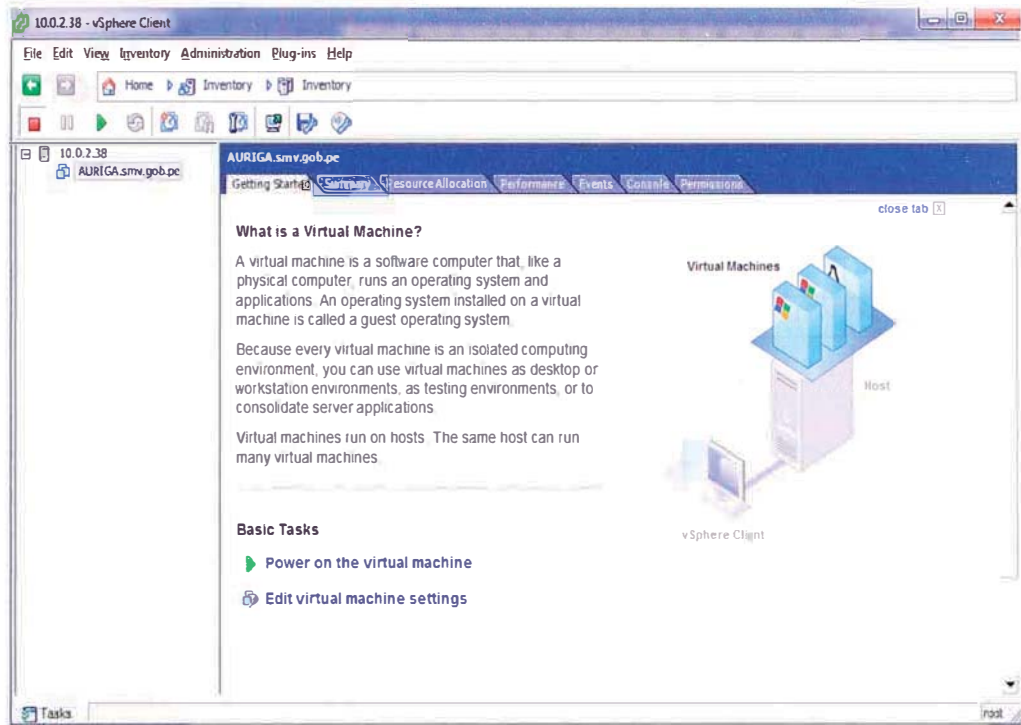 10.0.2.38 - vSphere Client
File Edit View Inventory Administration Plug-ins Help
Home Inventory Inventory
10.0.2.38
AURIGA.smv.gob.pe
AURIGA.smv.gob.pe
Getting Started Summary Resource Allocation Performance Events Console Permissions
close tab X
What is a Virtual Machine?
A virtual machine is a software computer that, like a
physical computer, runs an operating system and
applications. An operating system installed on a virtual
machine is called a guest operating system.
Because every virtual machine is an isolated computing
environment, you can use virtual machines as desktop or
workstation environments, as testing environments, or to
consolidate server applications.
Virtual machines run on hosts. The same host can run
many virtual machines.
Virtual Machines
Host
vSphere Client
Basic Tasks
Power on the virtual machine
Edit virtual machine settings
Tasks
root